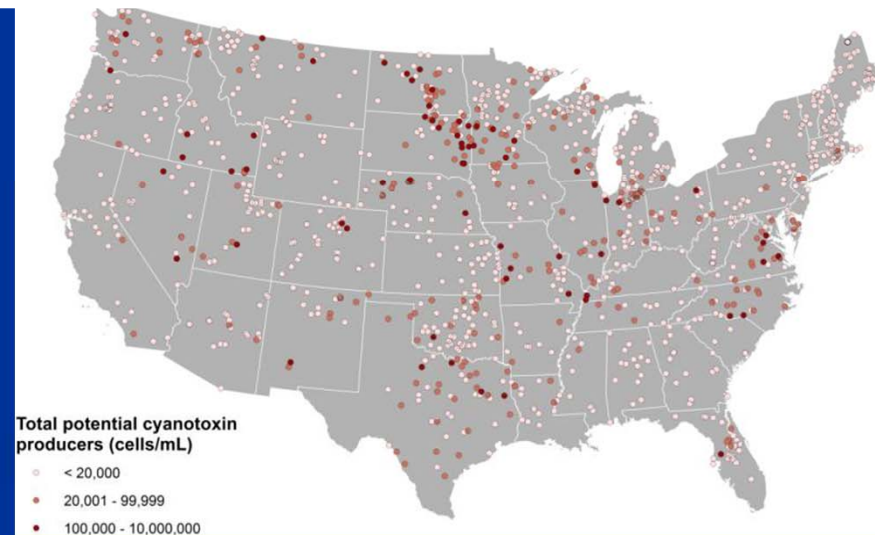 Total potential cyanotoxin
producers (cells/mL)
< 20,000
20,001 - 99,999
100,000 - 10,000,000